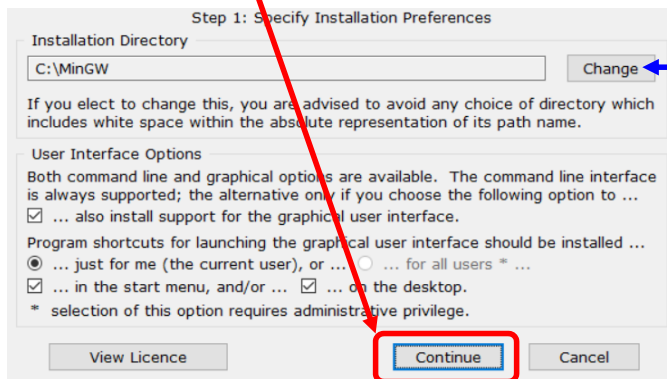 Step 1: Specify Installation Preferences
Installation Directory
C:\MinGW
Change
If you elect to change this, you are advised to avoid any choice of directory which
includes white space within the absolute representation of its path name.
User Interface Options
Both command line and graphical options are available. The command line interface
is always supported; the alternative only if you choose the following option to ...
... also install support for the graphical user interface.
Program shortcuts for launching the graphical user interface should be installed ...
... just for me (the current user), or ... ... for all users * ...
... in the start menu, and/or ... ... on the desktop.
* selection of this option requires administrative privilege.
View Licence Continue Cancel